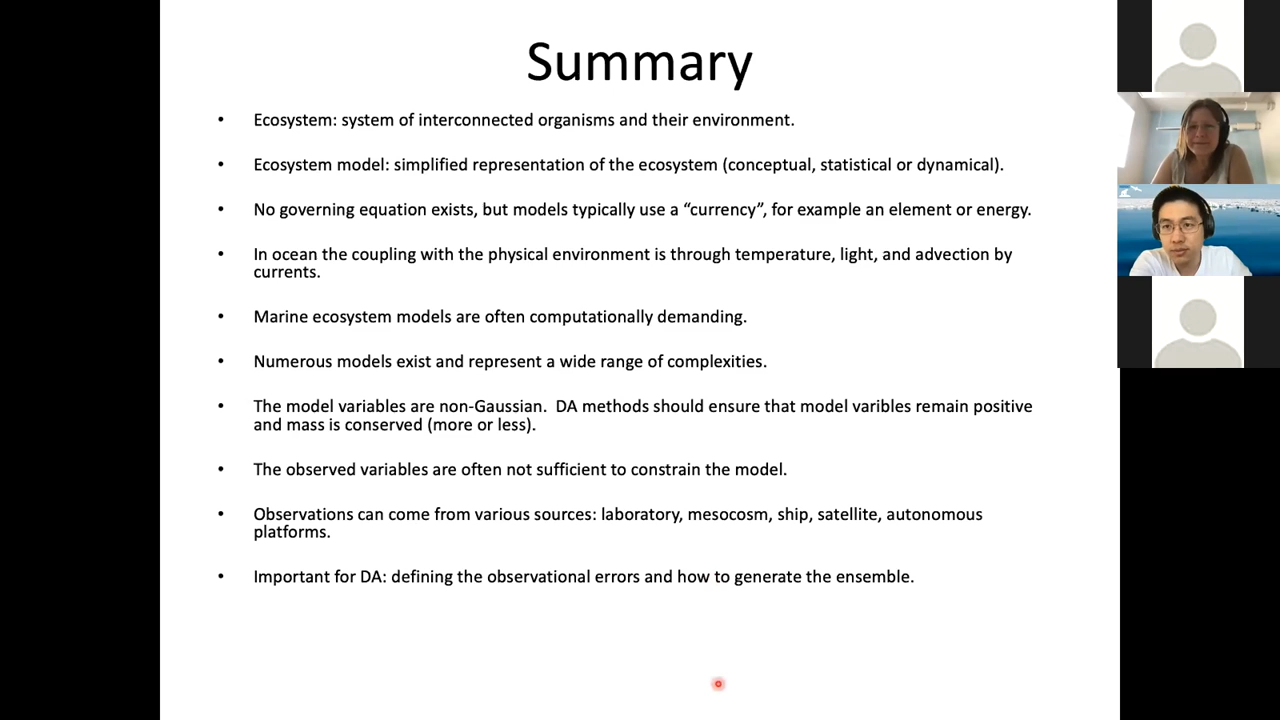 Summary
• Ecosystem: system of interconnected organisms and their environment.
• Ecosystem model: simplified representation of the ecosystem (conceptual, statistical or dynamical).
• No governing equation exists, but models typically use a “currency”, for example an element or energy.
• In ocean the coupling with the physical environment is through temperature, light, and advection by
currents.
• Marine ecosystem models are often computationally demanding.
• Numerous models exist and represent a wide range of complexities.
• The model variables are non-Gaussian.  DA methods should ensure that model varibles remain positive
and mass is conserved (more or less).
• The observed variables are often not sufficient to constrain the model.
• Observations can come from various sources: laboratory, mesocosm, ship, satellite, autonomous
platforms.
• Important for DA: defining the observational errors and how to generate the ensemble.